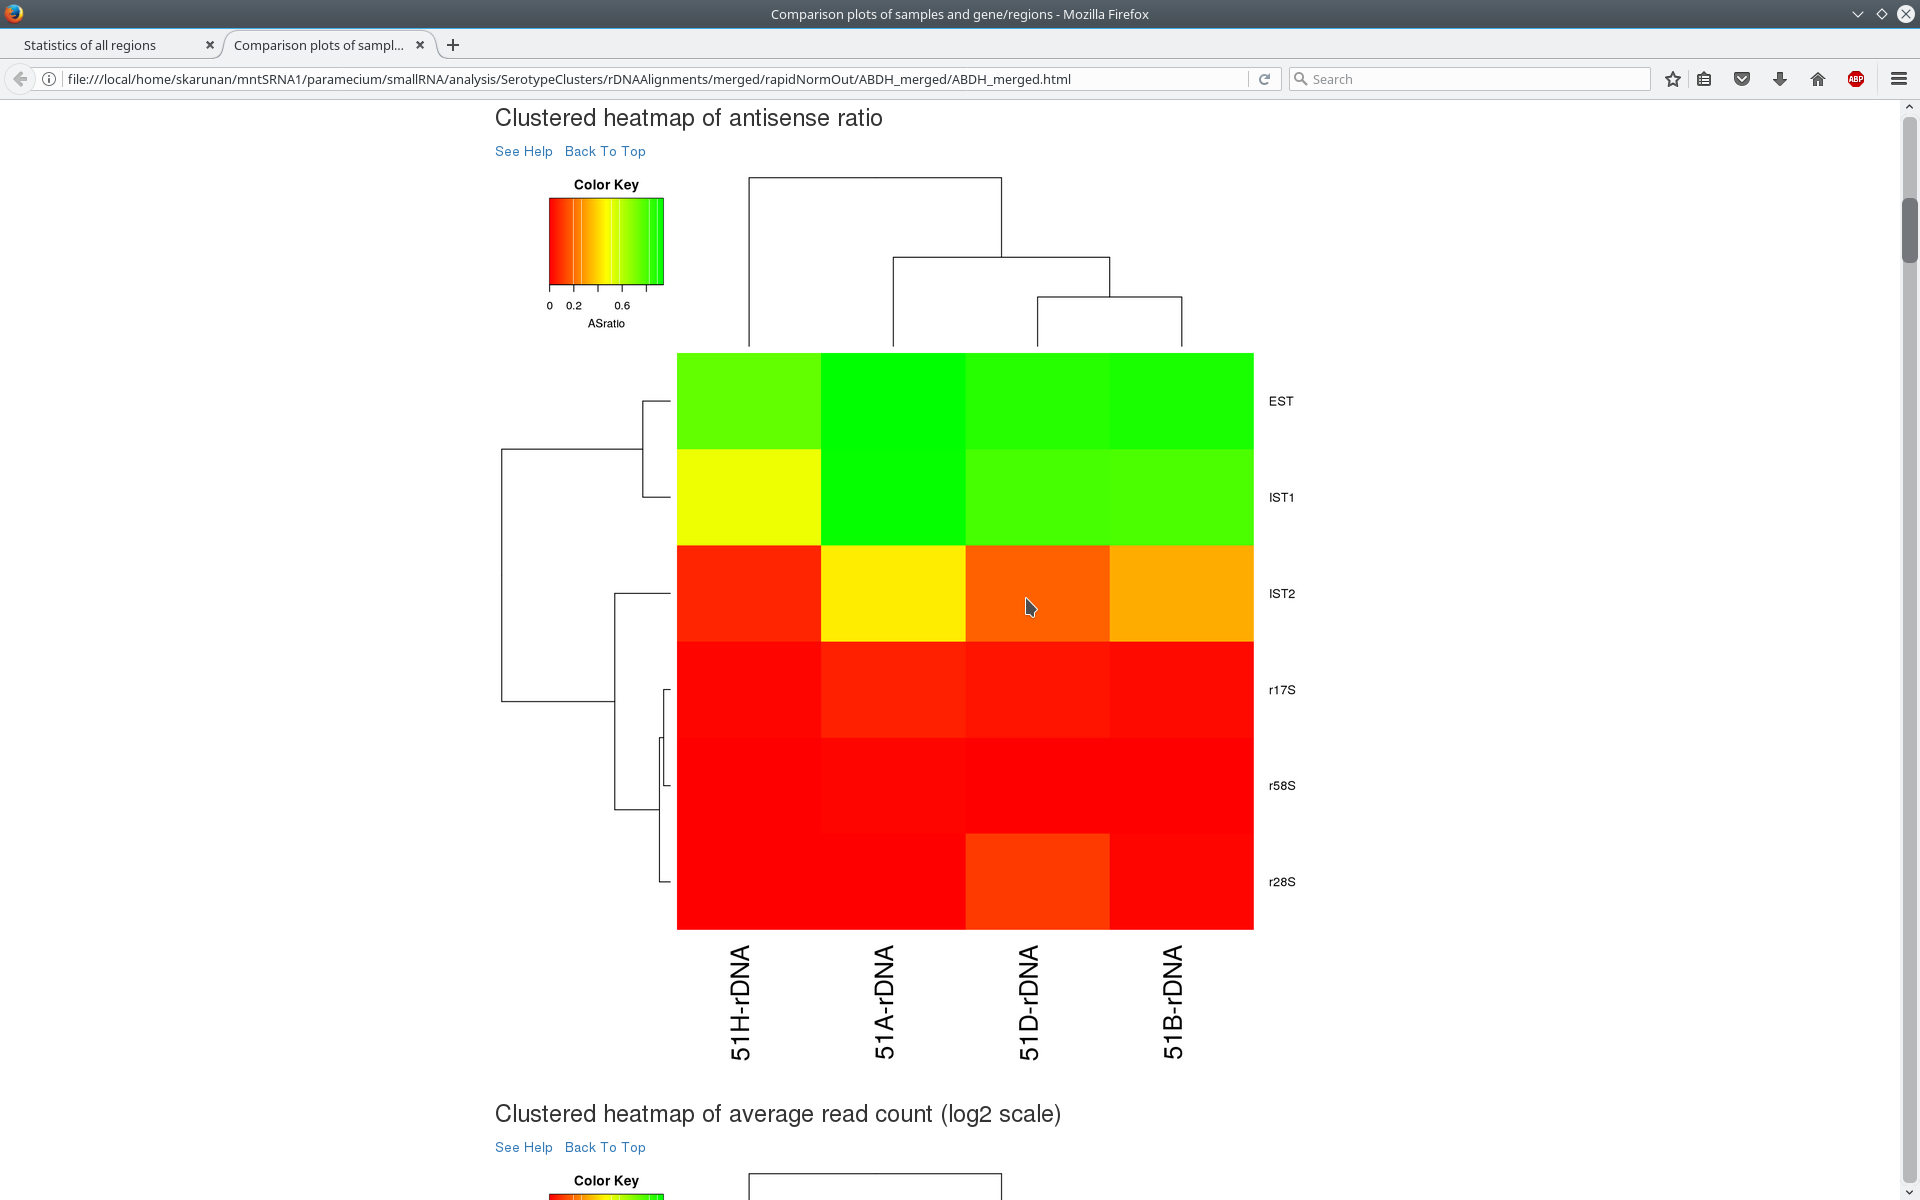 Comparison plots of samples and gene/regions - Mozilla Firefox
Statistics of all regions
Comparison plots of sampl...
file:///local/home/skarunan/mntSRNA1/paramecium/smallRNA/analysis/SerotypeClusters/rDNAAlignments/merged/rapidNormOut/ABDH_merged/ABDH_merged.html
Search
ABP
Clustered heatmap of antisense ratio
See Help Back To Top
Color Key
0 0.2 0.6
ASratio
EST
IST1
IST2
r17S
r58S
r28S
51H-rDNA
51A-rDNA
51D-rDNA
51B-rDNA
Clustered heatmap of average read count (log2 scale)
See Help Back To Top
Color Key